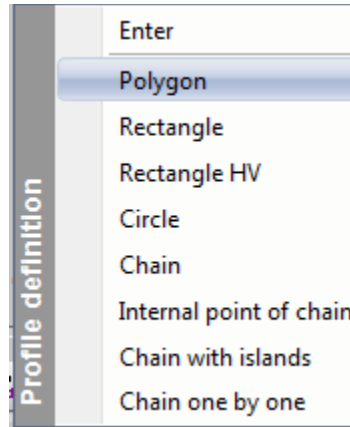 Enter
Polygon
Rectangle
Rectangle HV
Circle
Chain
Internal point of chain
Chain with islands
Chain one by one
Profile definition